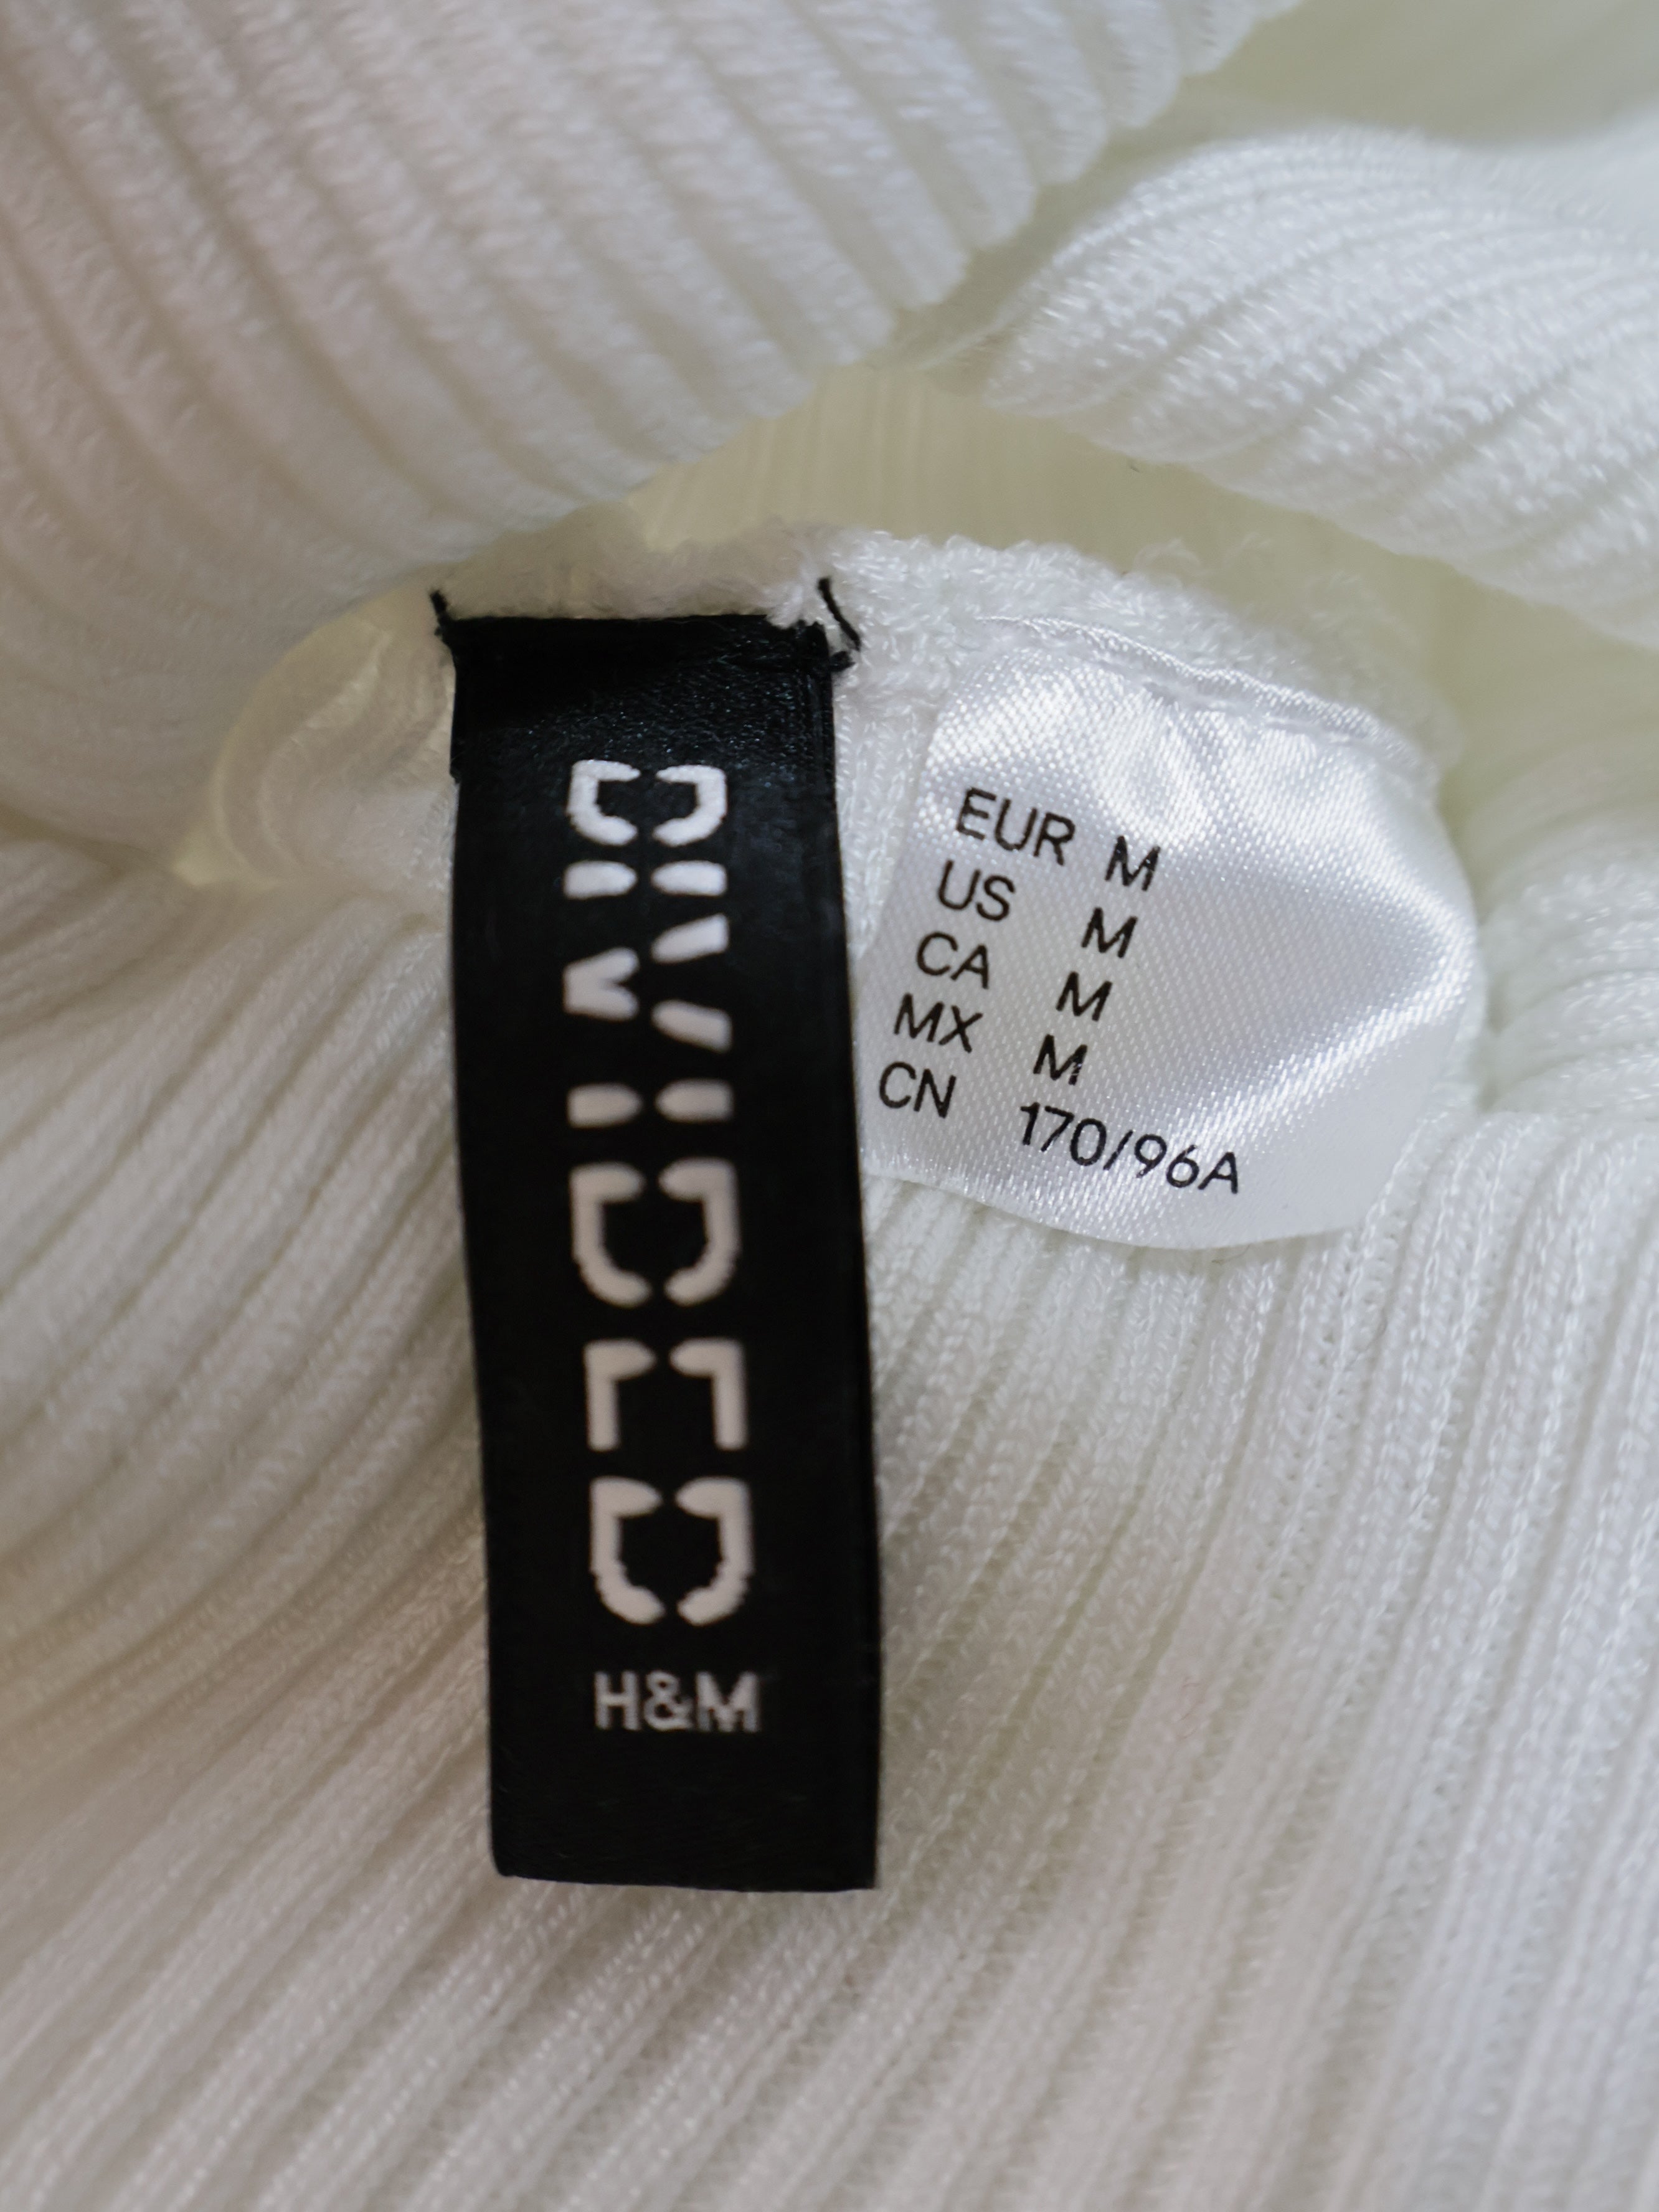 DIVIDED
H&M
EUR M
US M
CA M
MX M
CN 170/96A